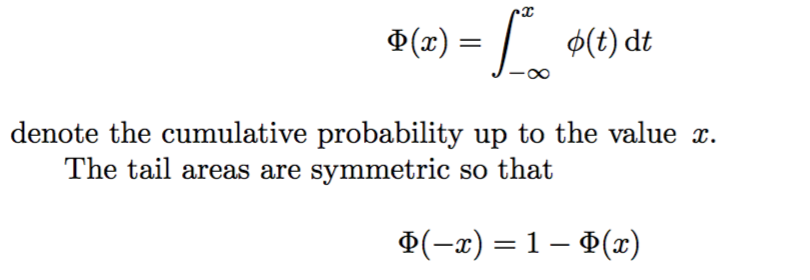 Φ(x) = ∫_{−∞}^{x} ϕ(t) dt
denote the cumulative probability up to the value x.
The tail areas are symmetric so that
Φ(−x) = 1 − Φ(x)